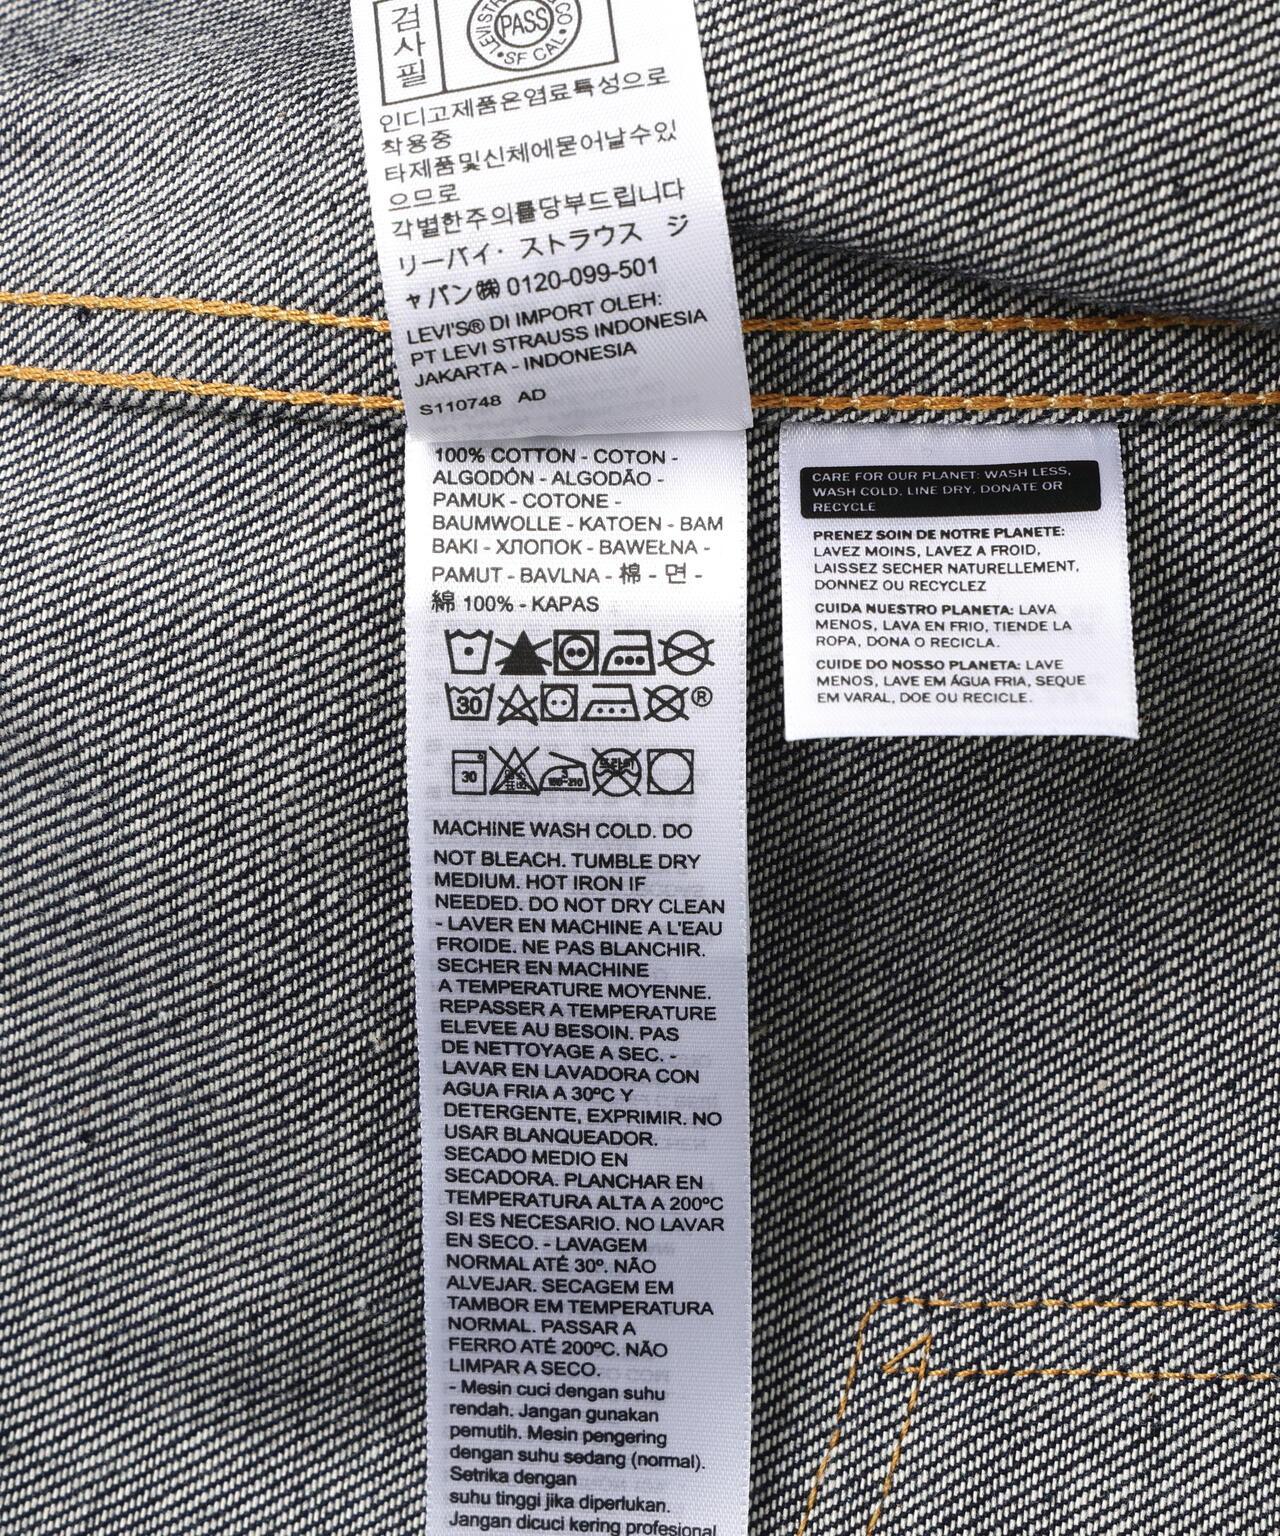 검사필
PASS
SF CAL
인디고제품은염료특성으로
착용중
타제품및신체에묻어날수있
으므로
각별한주의를당부드립니다
リーバイ・ストラウス ジ
ャパン㈱ 0120-099-501
LEVI'S® DI IMPORT OLEH:
PT LEVI STRAUSS INDONESIA
JAKARTA - INDONESIA
S110748 AD
100% COTTON - COTON -
ALGODÓN - ALGODÃO -
PAMUK - COTONE -
BAUMWOLLE - KATOEN - BAM
BAKI - ХЛОПОК - BAWEŁNA -
PAMUT - BAVLNA - 棉 - 면 -
綿 100% - KAPAS
30
®
30
MACHINE WASH COLD. DO
NOT BLEACH. TUMBLE DRY
MEDIUM. HOT IRON IF
NEEDED. DO NOT DRY CLEAN
- LAVER EN MACHINE A L'EAU
FROIDE. NE PAS BLANCHIR.
SECHER EN MACHINE
A TEMPERATURE MOYENNE.
REPASSER A TEMPERATURE
ELEVEE AU BESOIN. PAS
DE NETTOYAGE A SEC. -
LAVAR EN LAVADORA CON
AGUA FRIA A 30ºC Y
DETERGENTE, EXPRIMIR. NO
USAR BLANQUEADOR.
SECADO MEDIO EN
SECADORA. PLANCHAR EN
TEMPERATURA ALTA A 200ºC
SI ES NECESARIO. NO LAVAR
EN SECO. - LAVAGEM
NORMAL ATÉ 30º. NÃO
ALVEJAR. SECAGEM EM
TAMBOR EM TEMPERATURA
NORMAL. PASSAR A
FERRO ATÉ 200ºC. NÃO
LIMPAR A SECO.
- Mesin cuci dengan suhu
rendah. Jangan gunakan
pemutih. Mesin pengering
dengan suhu sedang (normal).
Setrika dengan
suhu tinggi jika diperlukan.
Jangan dicuci kering profesional
CARE FOR OUR PLANET: WASH LESS,
WASH COLD, LINE DRY, DONATE OR
RECYCLE
PRENEZ SOIN DE NOTRE PLANETE:
LAVEZ MOINS, LAVEZ A FROID,
LAISSEZ SECHER NATURELLEMENT,
DONNEZ OU RECYCLEZ
CUIDA NUESTRO PLANETA: LAVA
MENOS, LAVA EN FRIO, TIENDE LA
ROPA, DONA O RECICLA.
CUIDE DO NOSSO PLANETA: LAVE
MENOS, LAVE EM ÁGUA FRIA, SEQUE
EM VARAL, DOE OU RECICLE.